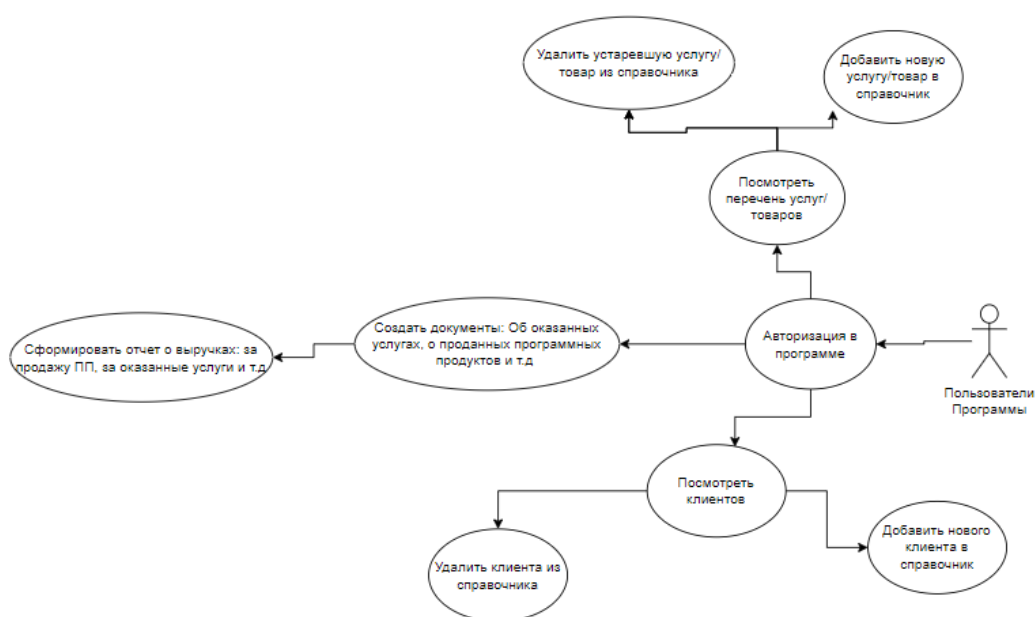 Удалить устаревшую услугу/
товар из справочника
Добавить новую
услугу/товар в
справочник
Посмотреть
перечень услуг/
товаров
Создать документы: Об оказанных
услугах, о проданных программных
продуктов и т.д
Авторизация в
программе
Сформировать отчет о выручках: за
продажу ПП, за оказанные услуги и т.д
Пользователи
Программы
Посмотреть
клиентов
Добавить нового
клиента в
справочник
Удалить клиента из
справочника